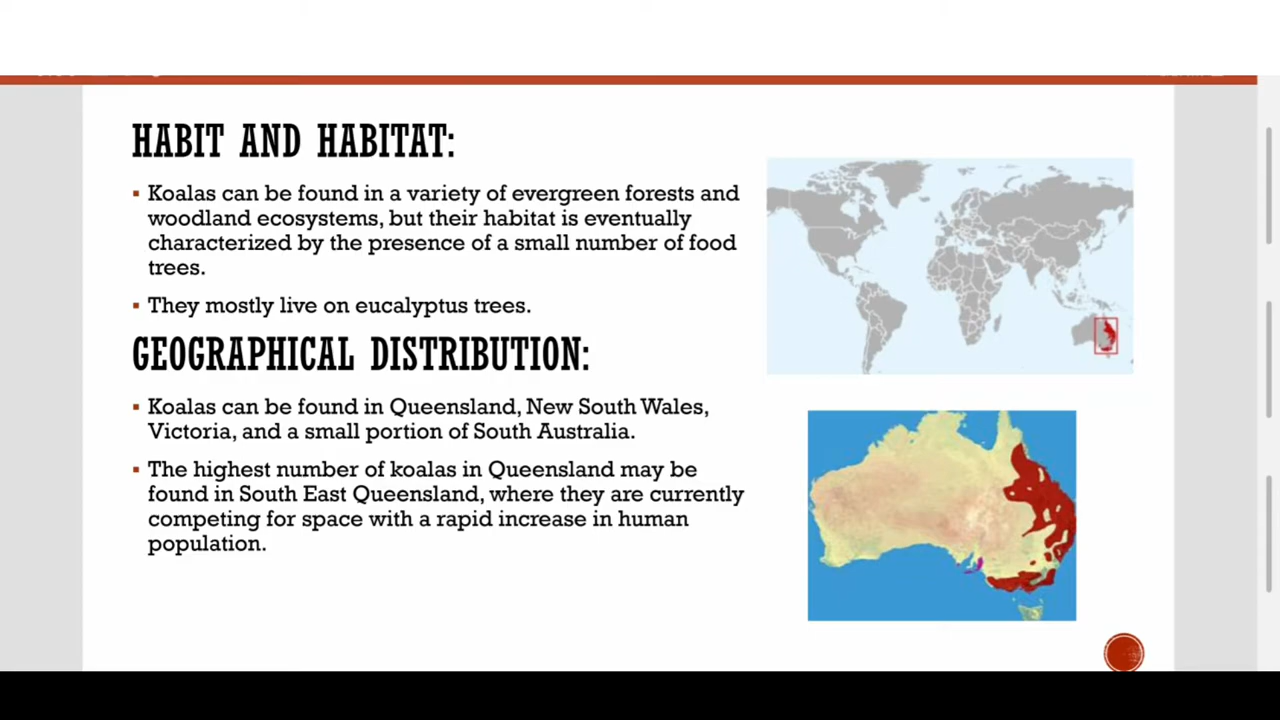 HABIT AND HABITAT:
▪ Koalas can be found in a variety of evergreen forests and
woodland ecosystems, but their habitat is eventually
characterized by the presence of a small number of food
trees.
▪ They mostly live on eucalyptus trees.
GEOGRAPHICAL DISTRIBUTION:
▪ Koalas can be found in Queensland, New South Wales,
Victoria, and a small portion of South Australia.
▪ The highest number of koalas in Queensland may be
found in South East Queensland, where they are currently
competing for space with a rapid increase in human
population.